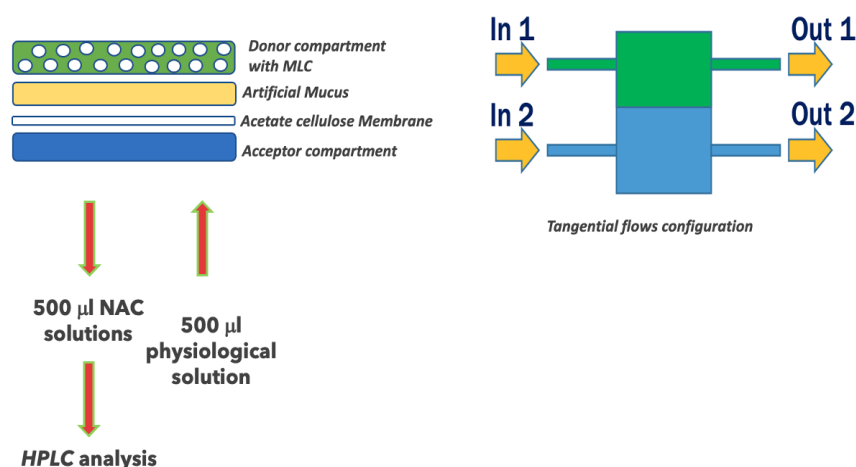 Donor compartment
with MLC
Artificial Mucus
Acetate cellulose Membrane
Acceptor compartment
500 μl NAC
solutions
500 μl
physiological
solution
HPLC analysis
In 1
Out 1
In 2
Out 2
Tangential flows configuration